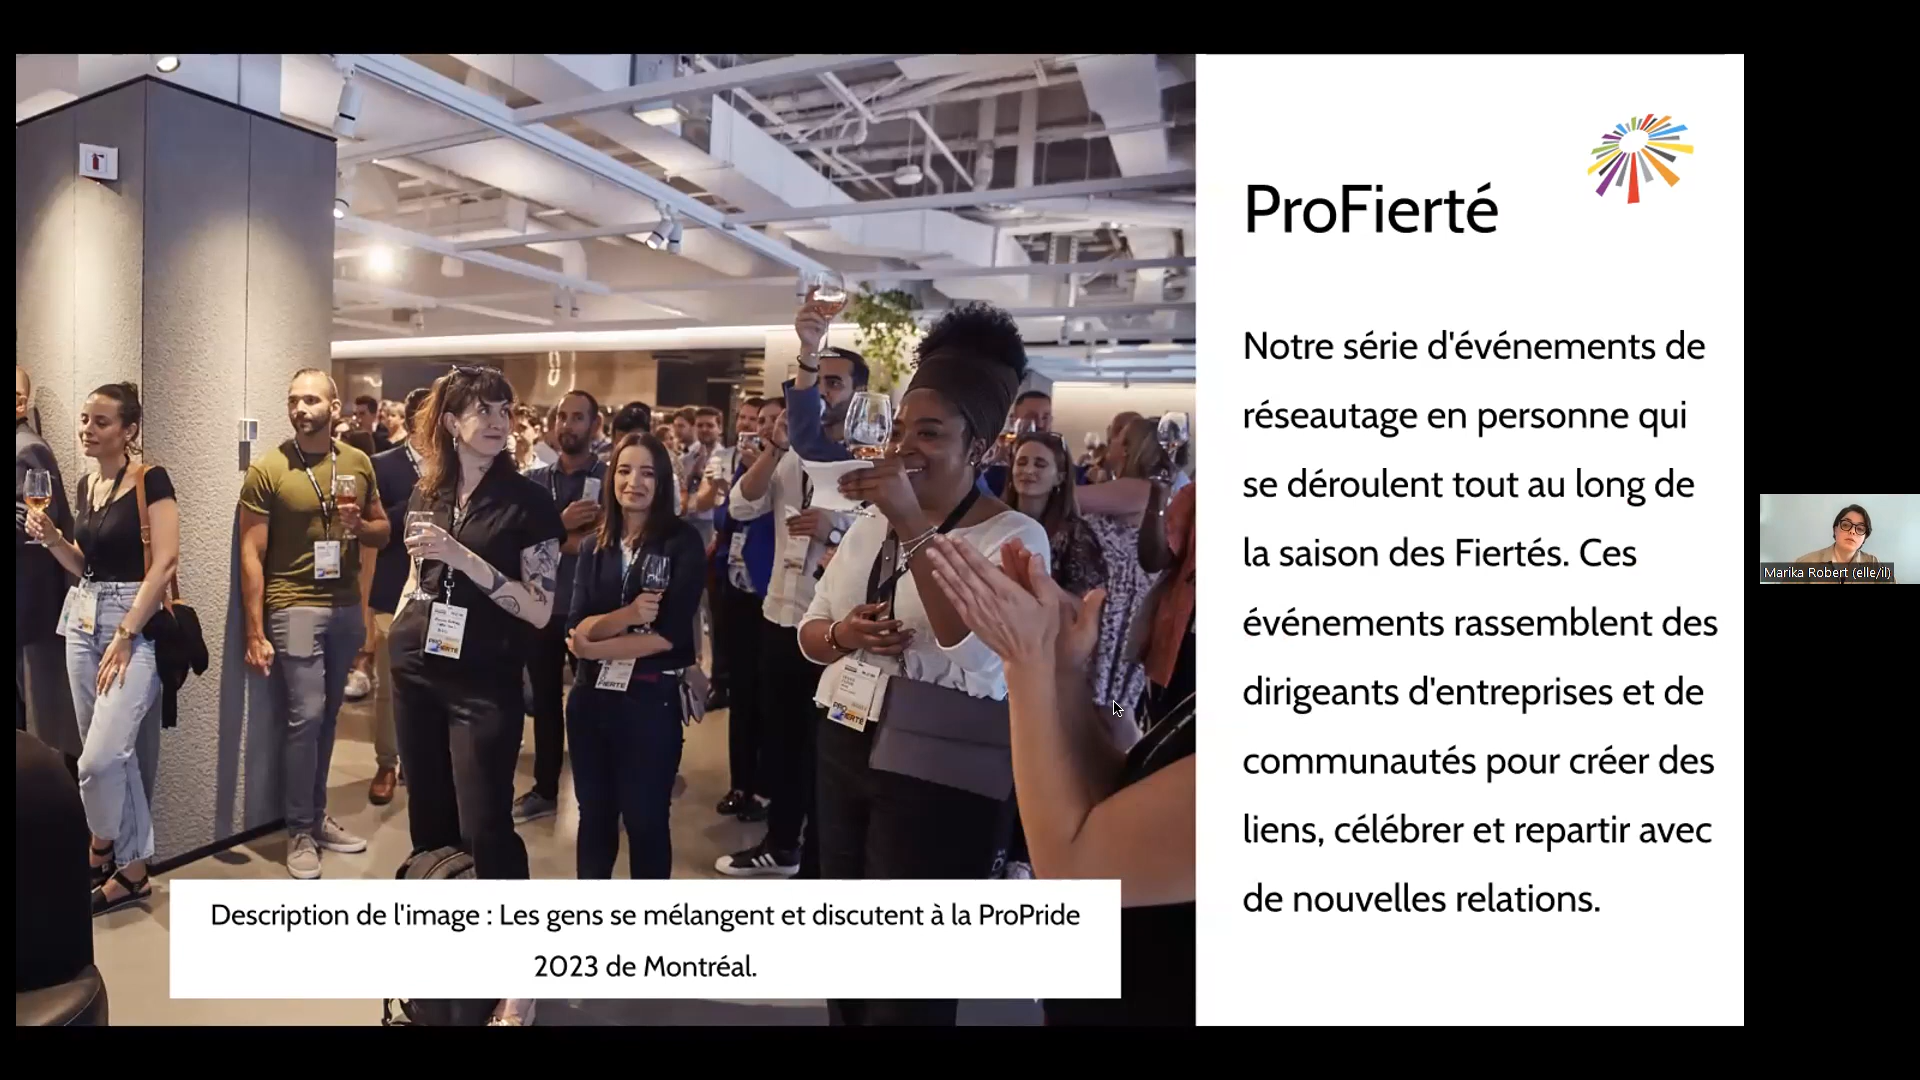 ProFierté
Notre série d'événements de
réseautage en personne qui
se déroulent tout au long de
la saison des Fiertés. Ces
événements rassemblent des
dirigeants d'entreprises et de
communautés pour créer des
liens, célébrer et repartir avec
de nouvelles relations.
Description de l'image : Les gens se mélangent et discutent à la ProPride
2023 de Montréal.
Marika Robert (elle/il)
PRO
FIERTÉ